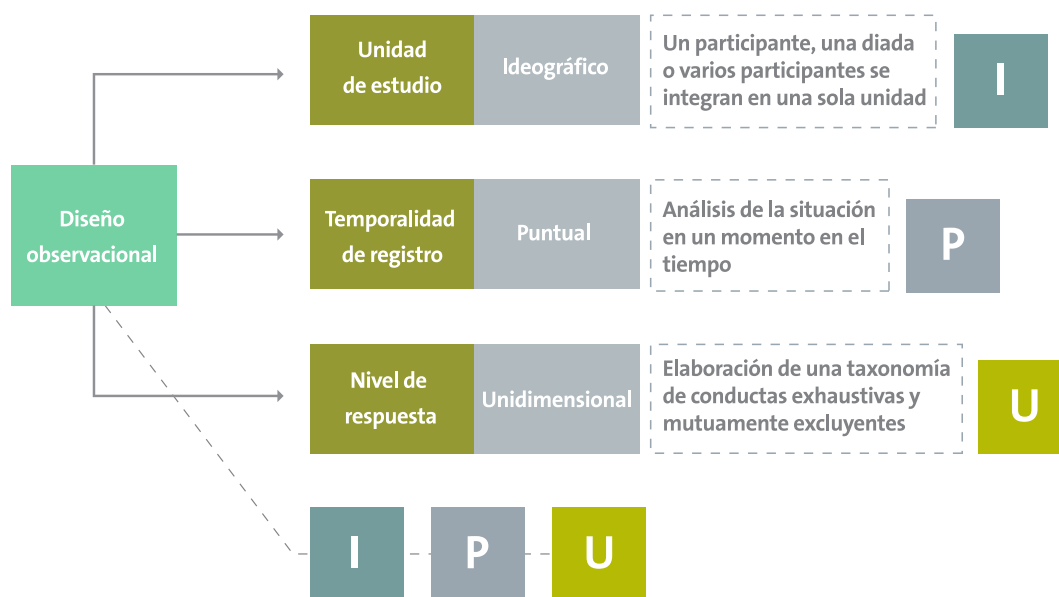 Diseño
observacional
Unidad
de estudio
Ideográfico
Un participante, una diada
o varios participantes se
integran en una sola unidad
I
Temporalidad
de registro
Puntual
Análisis de la situación
en un momento en el
tiempo
P
Nivel de
respuesta
Unidimensional
Elaboración de una taxonomía
de conductas exhaustivas y
mutuamente excluyentes
U
I
P
U